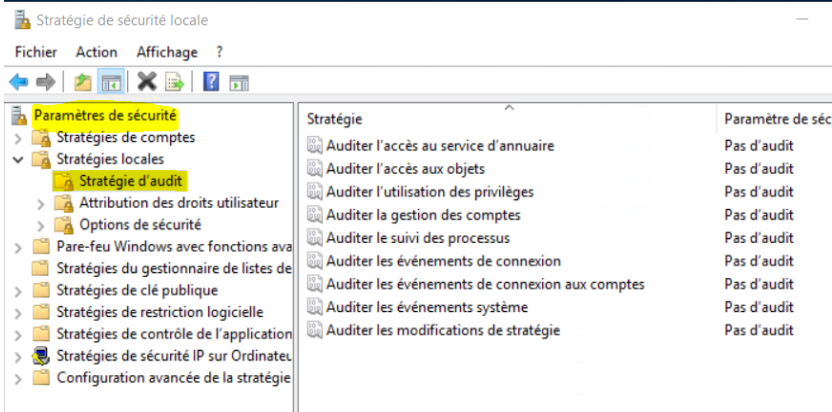 Stratégie de sécurité locale
Fichier Action Affichage ?
Paramètres de sécurité
Stratégies de comptes
Stratégies locales
Stratégie d'audit
Attribution des droits utilisateur
Options de sécurité
Pare-feu Windows avec fonctions ava
Stratégies du gestionnaire de listes de
Stratégies de clé publique
Stratégies de restriction logicielle
Stratégies de contrôle de l'application
Stratégies de sécurité IP sur Ordinateu
Configuration avancée de la stratégie
Stratégie Paramètre de séc
Auditer l'accès au service d'annuaire Pas d'audit
Auditer l'accès aux objets Pas d'audit
Auditer l'utilisation des privilèges Pas d'audit
Auditer la gestion des comptes Pas d'audit
Auditer le suivi des processus Pas d'audit
Auditer les événements de connexion Pas d'audit
Auditer les événements de connexion aux comptes Pas d'audit
Auditer les événements système Pas d'audit
Auditer les modifications de stratégie Pas d'audit